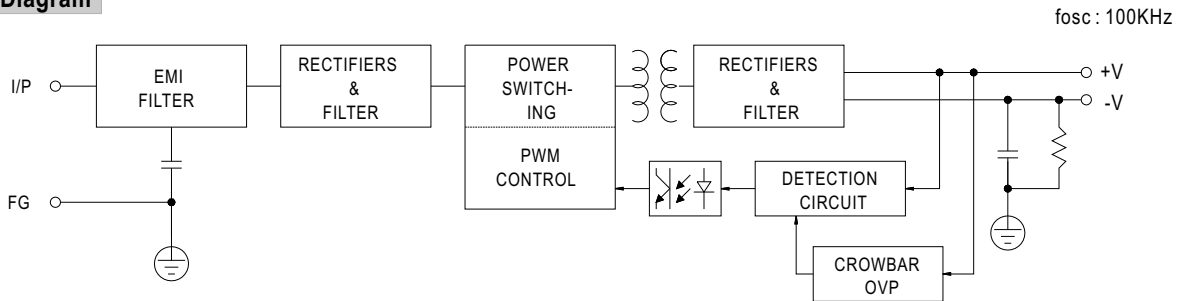 Diagram
fosc : 100KHz
I/P
EMI
FILTER
RECTIFIERS
&
FILTER
POWER
SWITCH-
ING
PWM
CONTROL
RECTIFIERS
&
FILTER
+V
-V
DETECTION
CIRCUIT
FG
CROWBAR
OVP